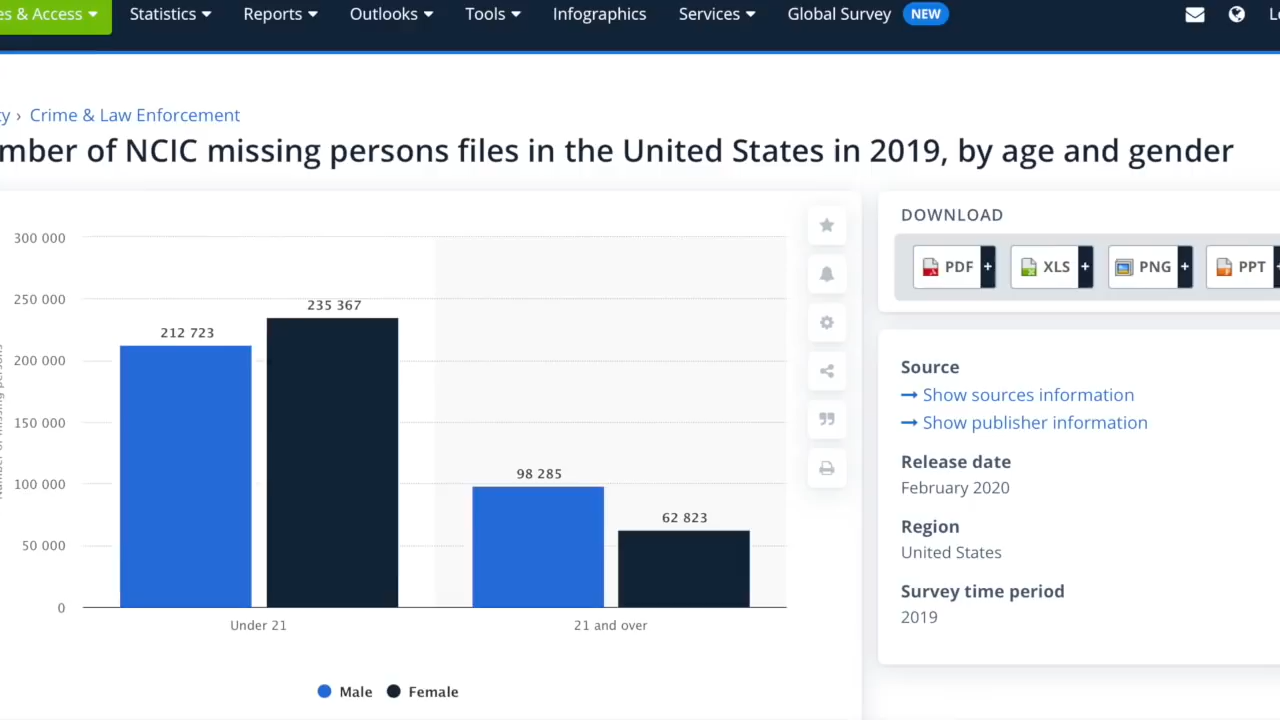 es & Access Statistics Reports Outlooks Tools Infographics Services Global Survey NEW
ty › Crime & Law Enforcement
mber of NCIC missing persons files in the United States in 2019, by age and gender
300 000
250 000
200 000
150 000
100 000
50 000
0
212 723
235 367
98 285
62 823
Under 21
21 and over
Male Female
DOWNLOAD
PDF + XLS + PNG + PPT +
Source
→ Show sources information
→ Show publisher information
Release date
February 2020
Region
United States
Survey time period
2019